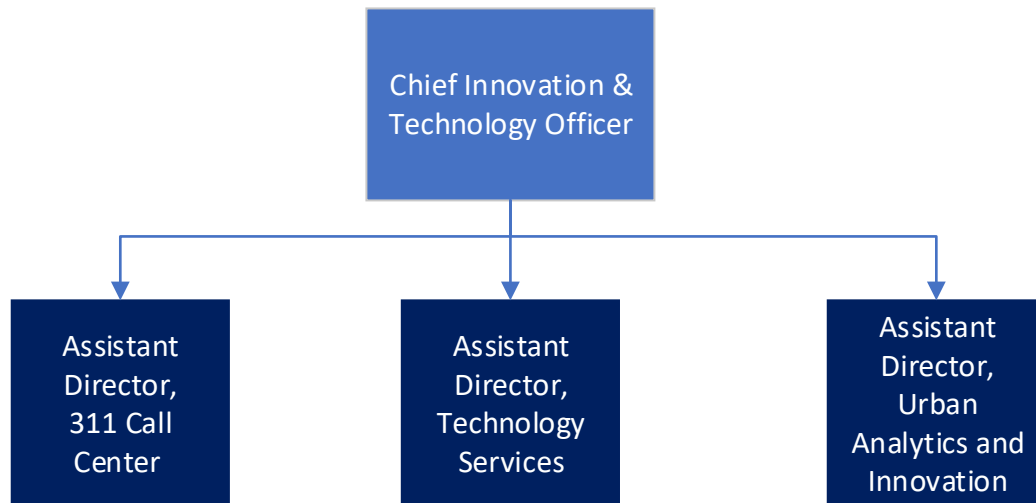 Chief Innovation &
Technology Officer
Assistant
Director,
311 Call
Center
Assistant
Director,
Technology
Services
Assistant
Director,
Urban
Analytics and
Innovation